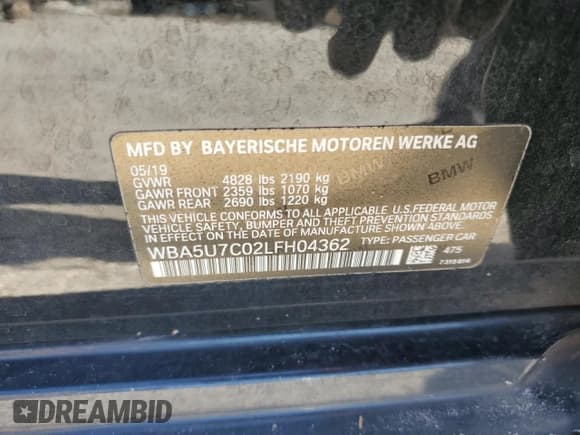 MFD BY BAYERISCHE MOTOREN WERKE AG
05/19
GVWR 4828 lbs 2190 kg
GAWR FRONT 2359 lbs 1070 kg
GAWR REAR 2690 lbs 1220 kg
BMW BMW
THIS VEHICLE CONFORMS TO ALL APPLICABLE U.S. FEDERAL MOTOR
VEHICLE SAFETY, BUMPER AND THEFT PREVENTION STANDARDS
IN EFFECT ON THE DATE OF MANUFACTURE SHOWN ABOVE.
WBA5U7C02LFH04362 TYPE: PASSENGER CAR
475
DREAMBID